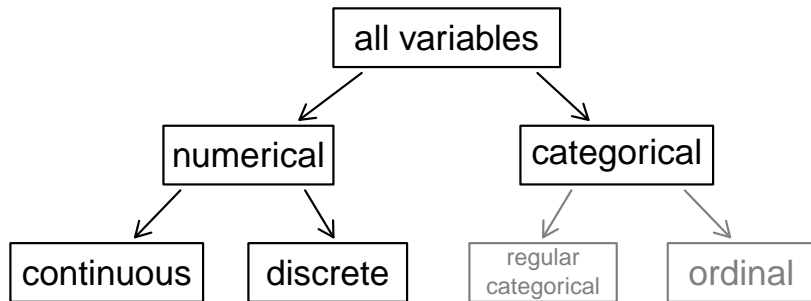 all variables
numerical
categorical
continuous
discrete
regular
categorical
ordinal